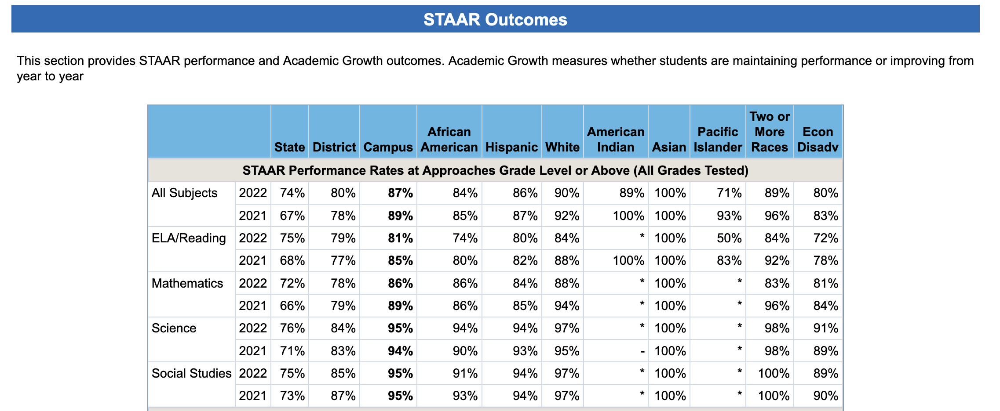 STAAR Outcomes
This section provides STAAR performance and Academic Growth outcomes. Academic Growth measures whether students are maintaining performance or improving from
year to year
State District Campus African American Hispanic White American Indian Asian Pacific Islander Two or More Races Econ Disadv
STAAR Performance Rates at Approaches Grade Level or Above (All Grades Tested)
All Subjects 2022 74% 80% 87% 84% 86% 90% 89% 100% 71% 89% 80%
2021 67% 78% 89% 85% 87% 92% 100% 100% 93% 96% 83%
ELA/Reading 2022 75% 79% 81% 74% 80% 84% * 100% 50% 84% 72%
2021 68% 77% 85% 80% 82% 88% 100% 100% 83% 92% 78%
Mathematics 2022 72% 78% 86% 86% 84% 88% * 100% * 83% 81%
2021 66% 79% 89% 86% 85% 94% * 100% * 96% 84%
Science 2022 76% 84% 95% 94% 94% 97% * 100% * 98% 91%
2021 71% 83% 94% 90% 93% 95% - 100% * 98% 89%
Social Studies 2022 75% 85% 95% 91% 94% 97% * 100% * 100% 89%
2021 73% 87% 95% 93% 94% 97% * 100% * 100% 90%